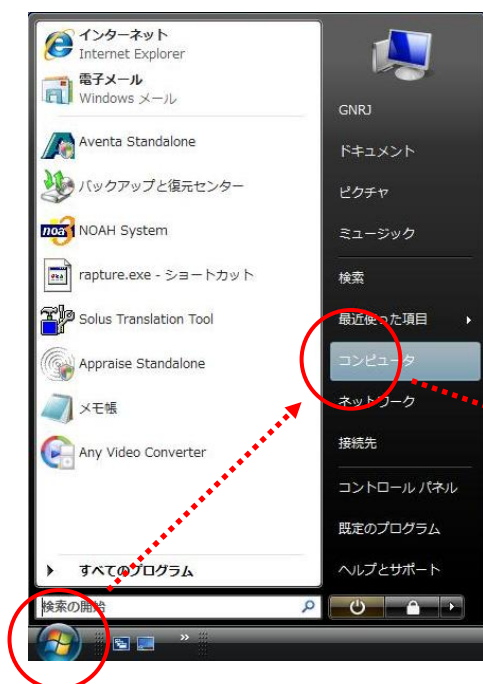 インターネット
Internet Explorer
電子メール
Windows メール
Aventa Standalone
バックアップと復元センター
noah NOAH System
rapture.exe - ショートカット
Solus Translation Tool
Appraise Standalone
メモ帳
Any Video Converter
すべてのプログラム
検索の開始
GNRJ
ドキュメント
ピクチャ
ミュージック
検索
最近使った項目
コンピュータ
ネットワーク
接続先
コントロール パネル
既定のプログラム
ヘルプとサポート